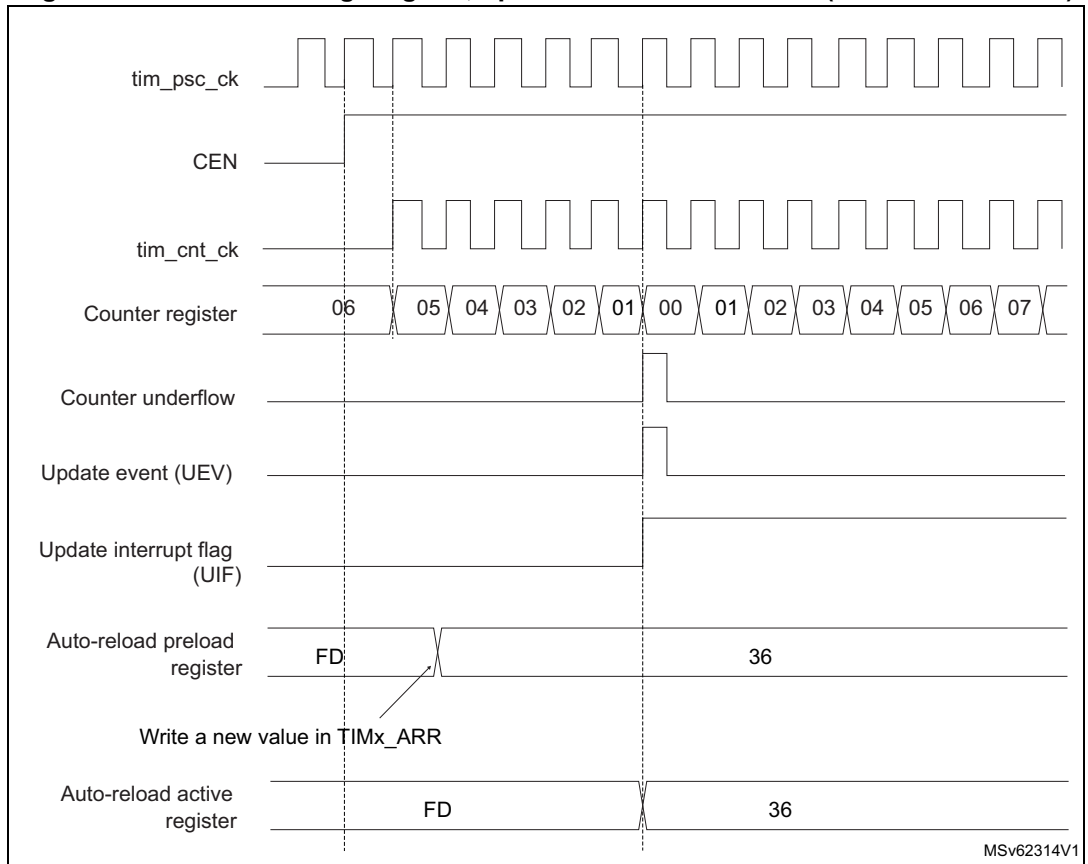 tim_psc_ck
CEN
tim_cnt_ck
Counter register 06 05 04 03 02 01 00 01 02 03 04 05 06 07
Counter underflow
Update event (UEV)
Update interrupt flag
(UIF)
Auto-reload preload
register
FD 36
Write a new value in TIMx_ARR
Auto-reload active
register
FD 36
MSv62314V1